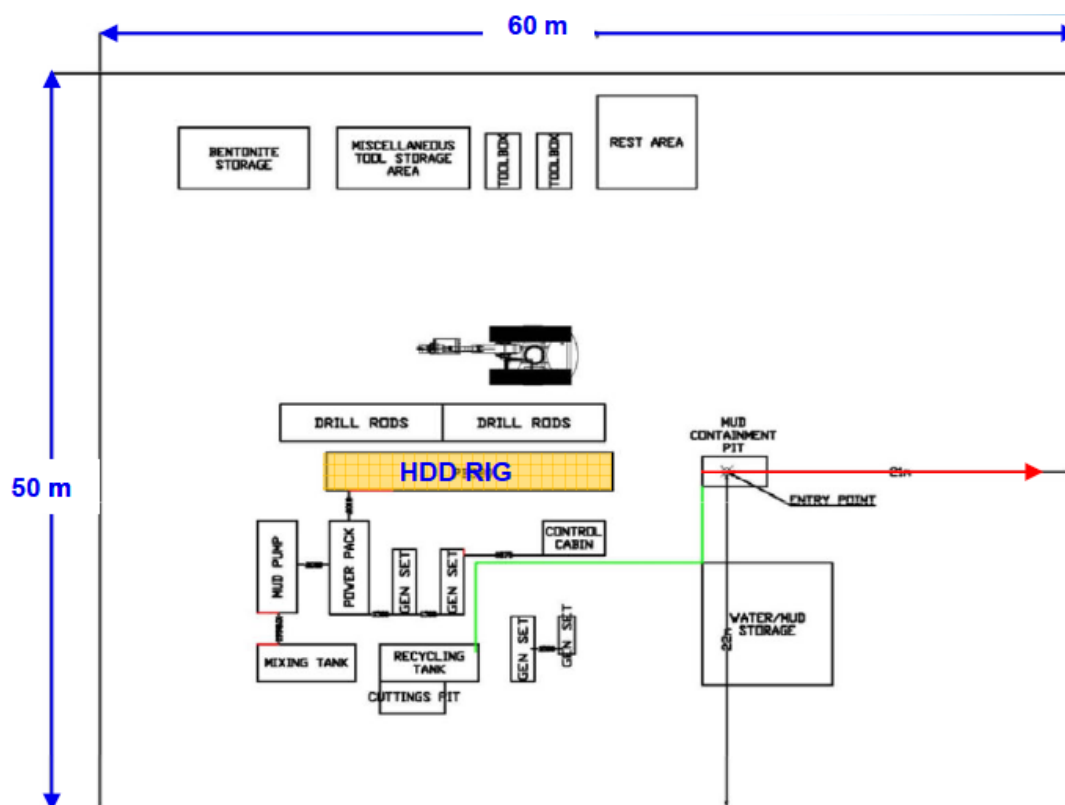 60 m
BENTONITE
STORAGE
MISCELLANEOUS
TOOL STORAGE
AREA
TOOLBOX
TOOLBOX
REST AREA
DRILL RODS
DRILL RODS
MUD
CONTAINMENT
PIT
50 m
HDD RIG
21m
ENTRY POINT
MUD PUMP
POWER PACK
GEN SET
GEN SET
CONTROL
CABIN
GEN SET
GEN SET
WATER/MUD
STORAGE
22m
MIXING TANK
RECYCLING
TANK
CUTTINGS PIT